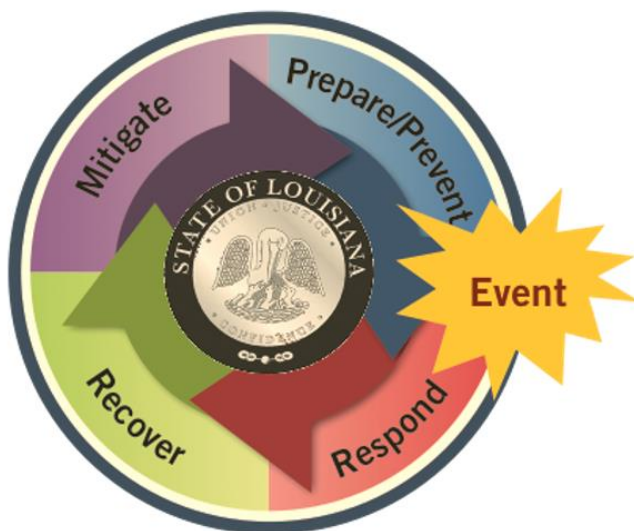 Mitigate
Prepare/Prevent
Event
Respond
Recover
STATE OF LOUISIANA
UNION • JUSTICE
CONFIDENCE